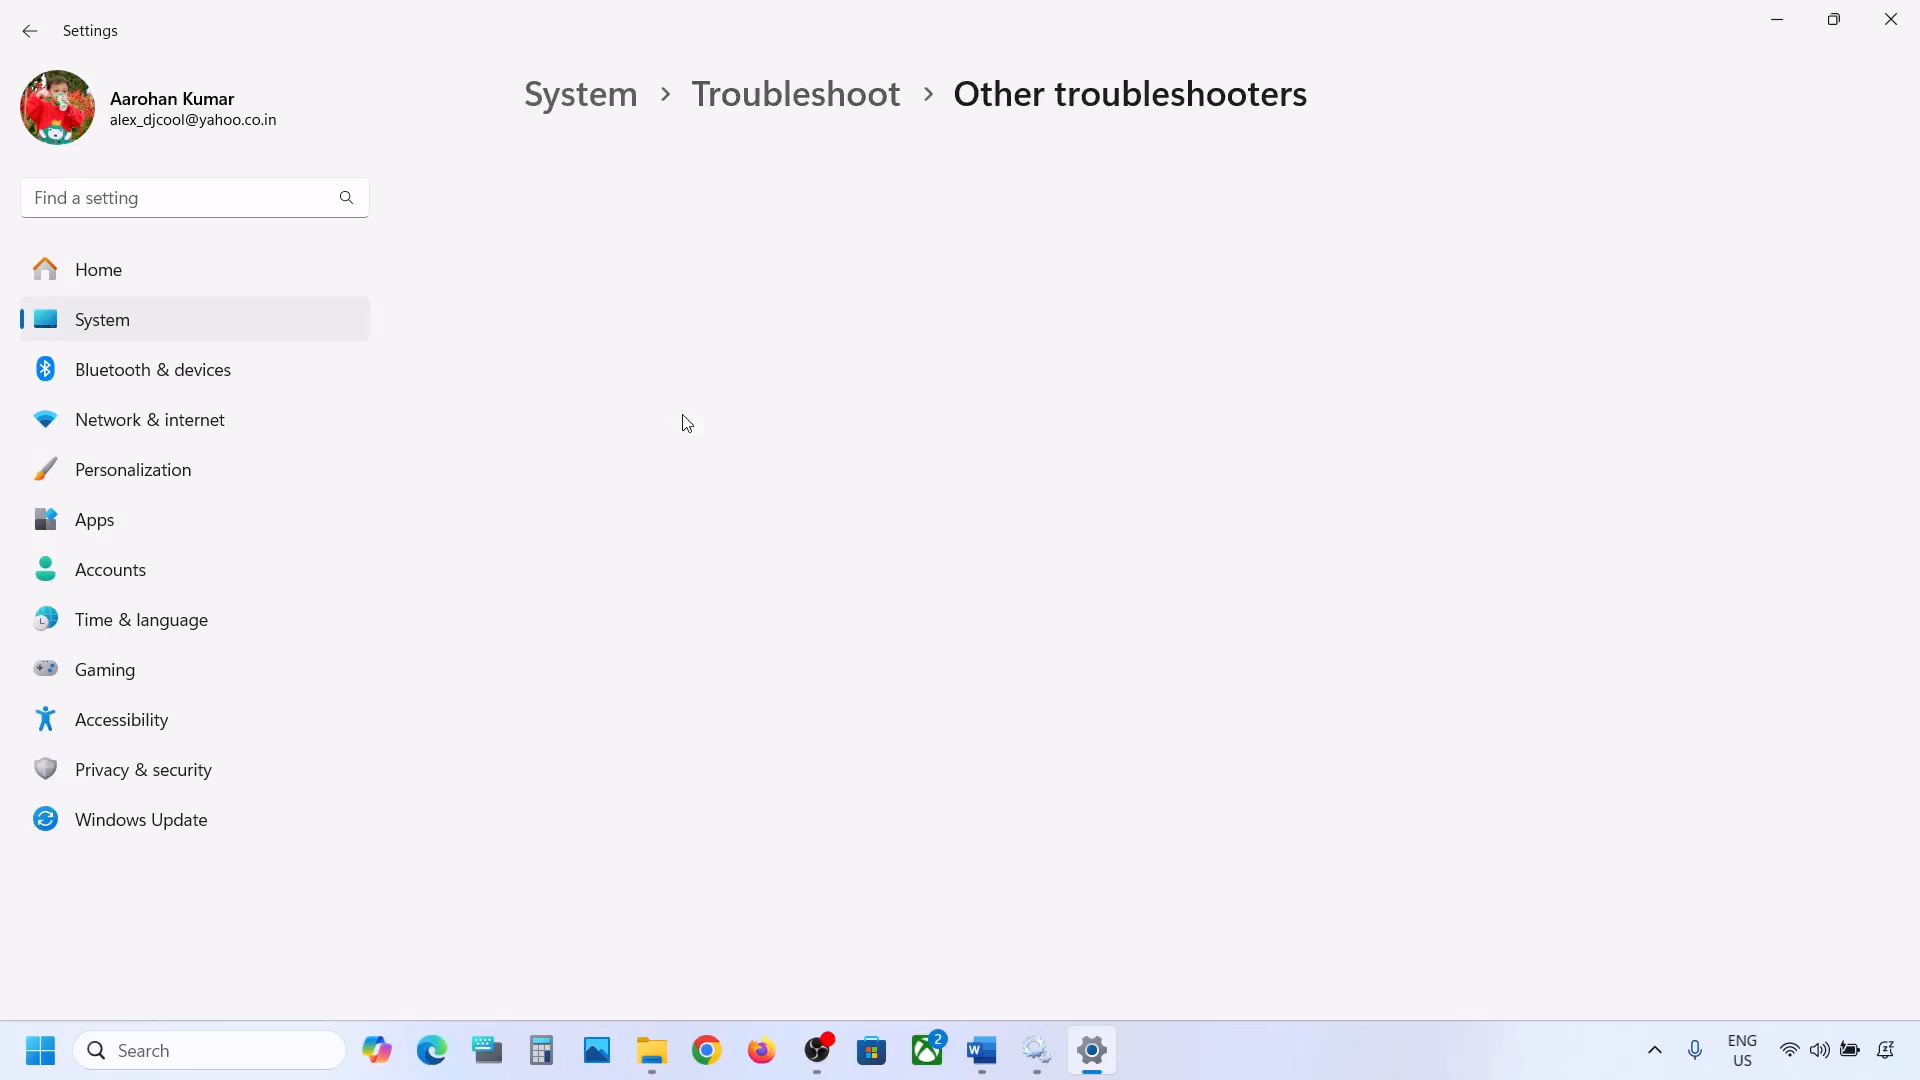 Settings
Aarohan Kumar
alex_djcool@yahoo.co.in
System > Troubleshoot > Other troubleshooters
Find a setting
Home
System
Bluetooth & devices
Network & internet
Personalization
Apps
Accounts
Time & language
Gaming
Accessibility
Privacy & security
Windows Update
Search
2
ENG
US